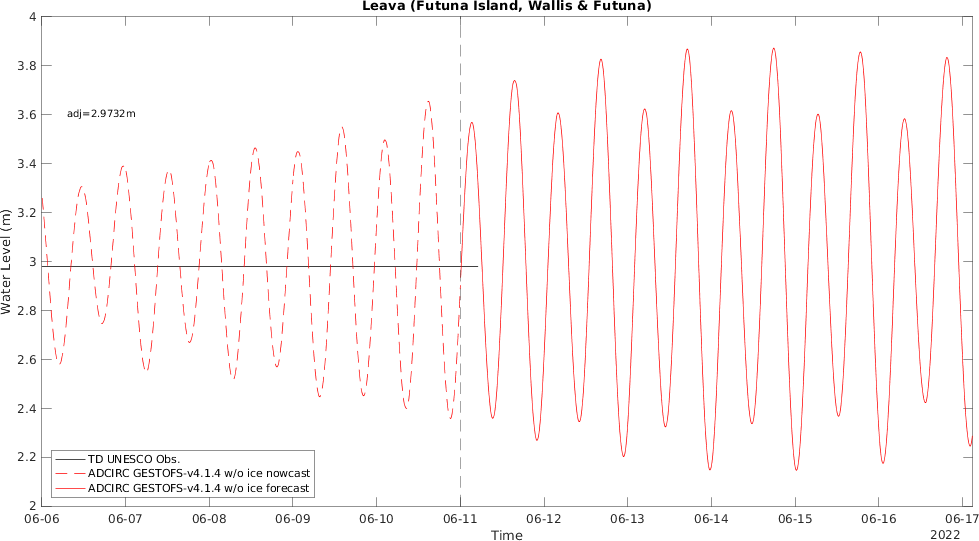 Leava (Futuna Island, Wallis & Futuna)
4
3.8
3.6
3.4
3.2
3
2.8
2.6
2.4
2.2
2
Water Level (m)
adj=2.9732m
TD UNESCO Obs.
ADCIRC GESTOFS-v4.1.4 w/o ice nowcast
ADCIRC GESTOFS-v4.1.4 w/o ice forecast
06-06 06-07 06-08 06-09 06-10 06-11 06-12 06-13 06-14 06-15 06-16 06-17
Time
2022